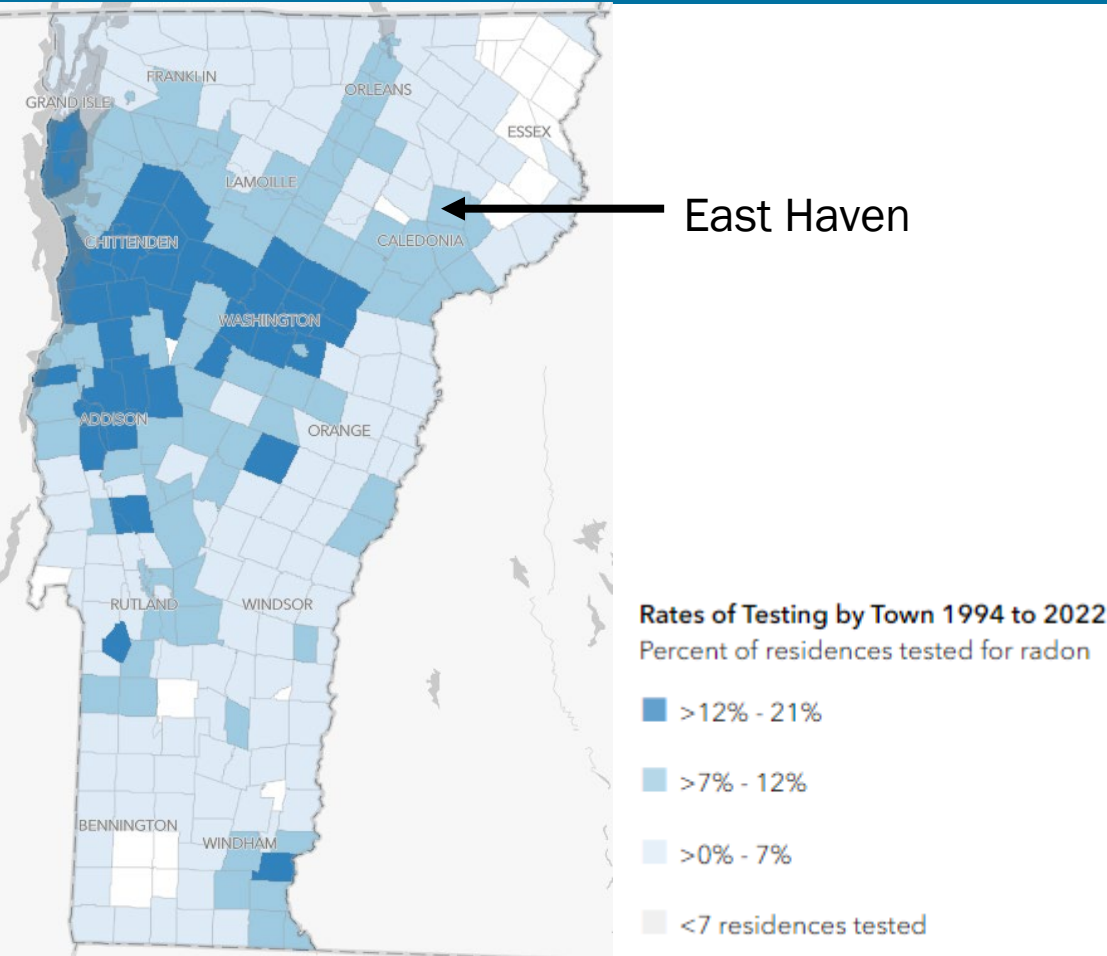 FRANKLIN
ORLEANS
GRAND ISLE
ESSEX
LAMOILLE
East Haven
CHITTENDEN
CALEDONIA
WASHINGTON
ADDISON
ORANGE
RUTLAND
WINDSOR
BENNINGTON
WINDHAM
Rates of Testing by Town 1994 to 2022
Percent of residences tested for radon
>12% - 21%
>7% - 12%
>0% - 7%
<7 residences tested